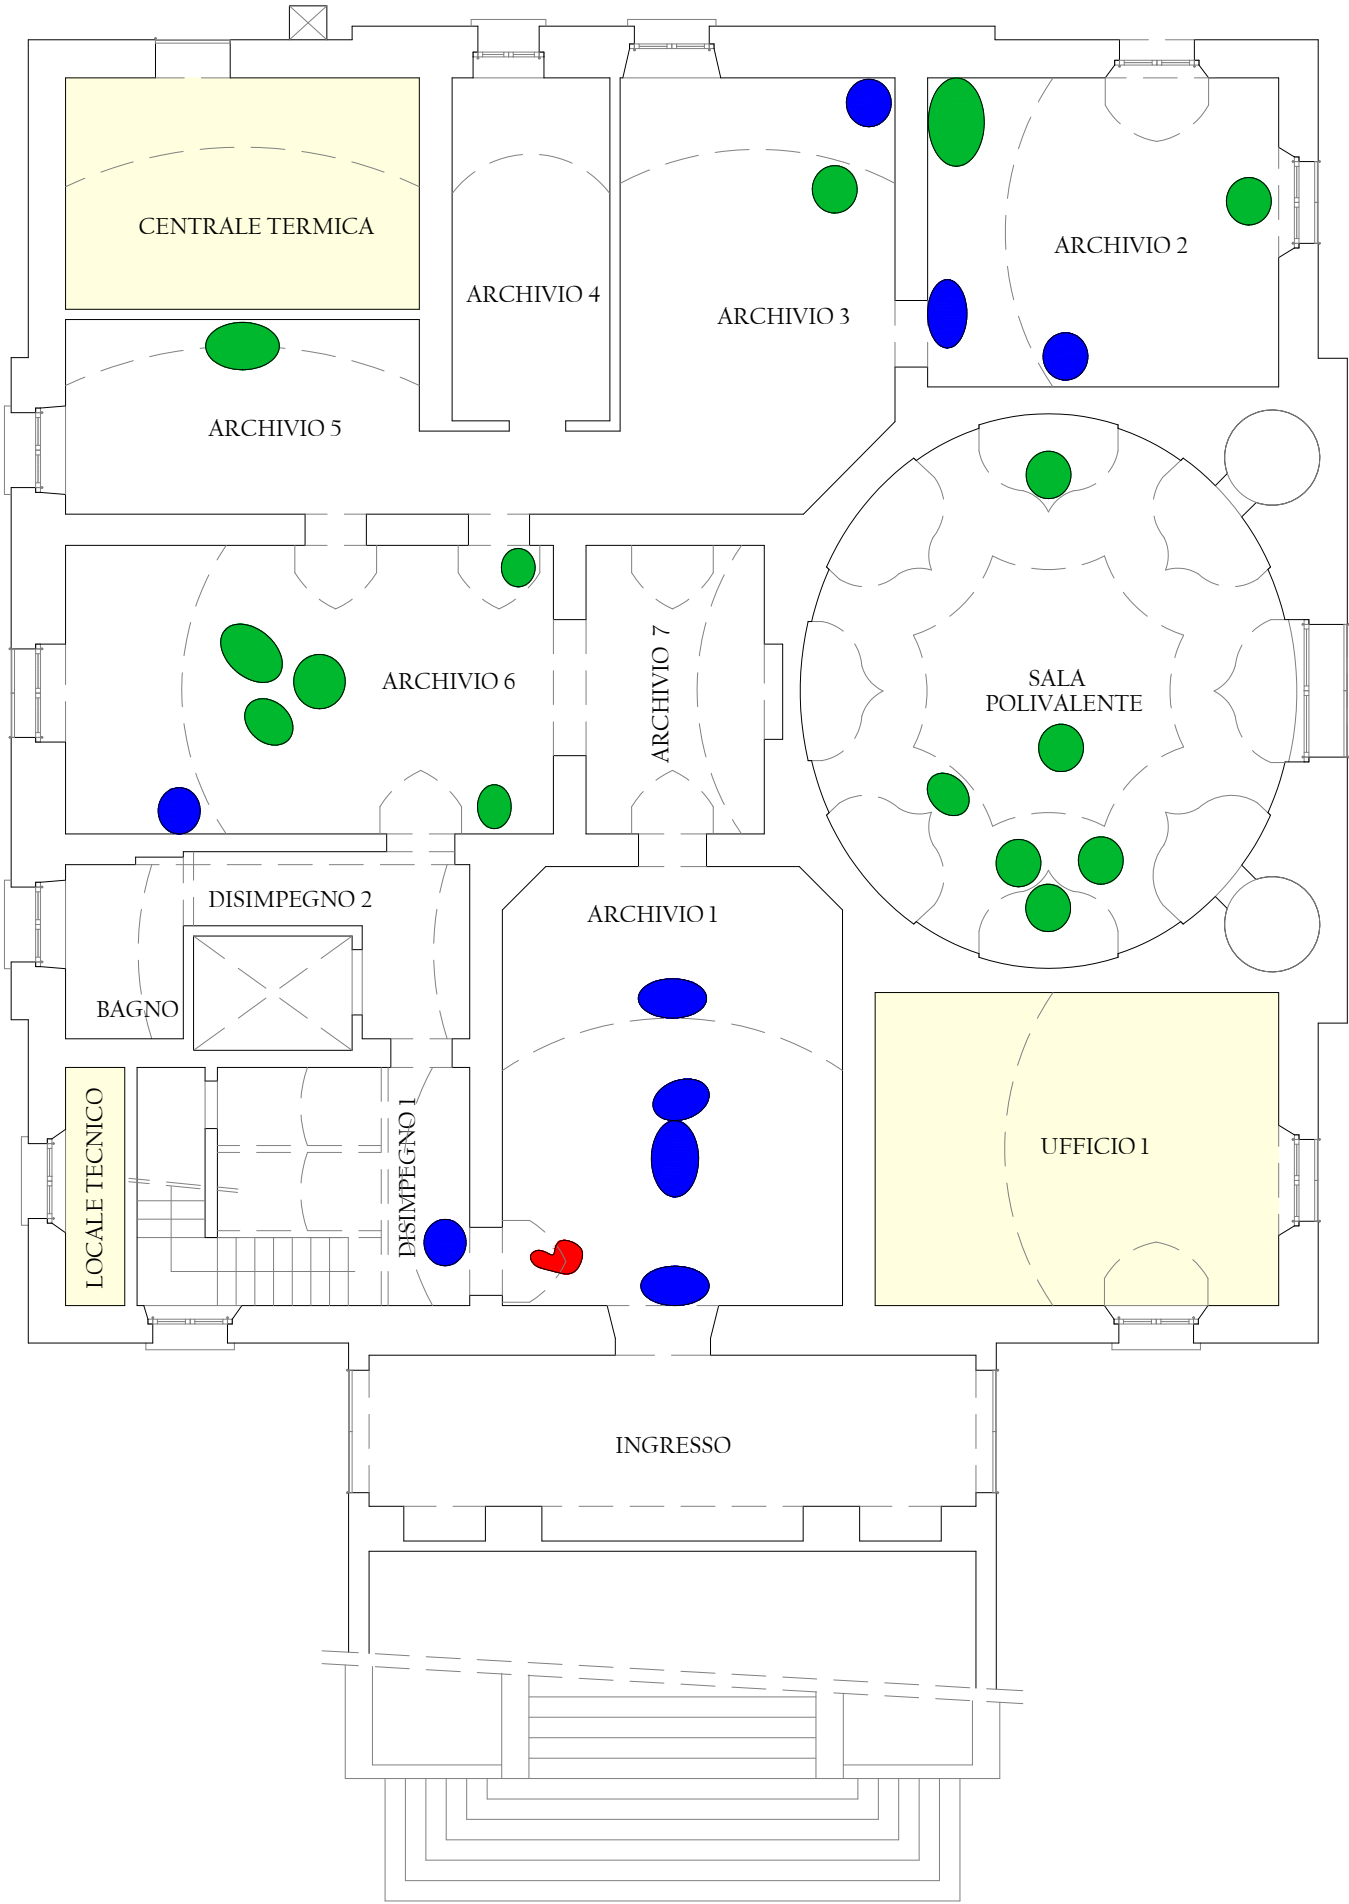 CENTRALE TERMICA
ARCHIVIO 2
ARCHIVIO 4
ARCHIVIO 3
ARCHIVIO 5
ARCHIVIO 6
ARCHIVIO 7
SALA
POLIVALENTE
DISIMPEGNO 2
ARCHIVIO 1
BAGNO
LOCALE TECNICO
DISIMPEGNO 1
UFFICIO 1
INGRESSO